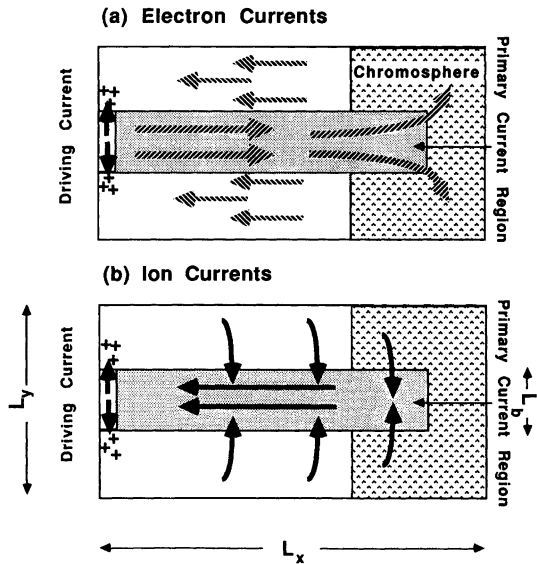 (a) Electron Currents
Driving Current
++
++
++
++
Chromosphere
Primary Current
Region
(b) Ion Currents
L_y
Driving Current
++
++
++
++
Primary Current
Region
L_b
L_x